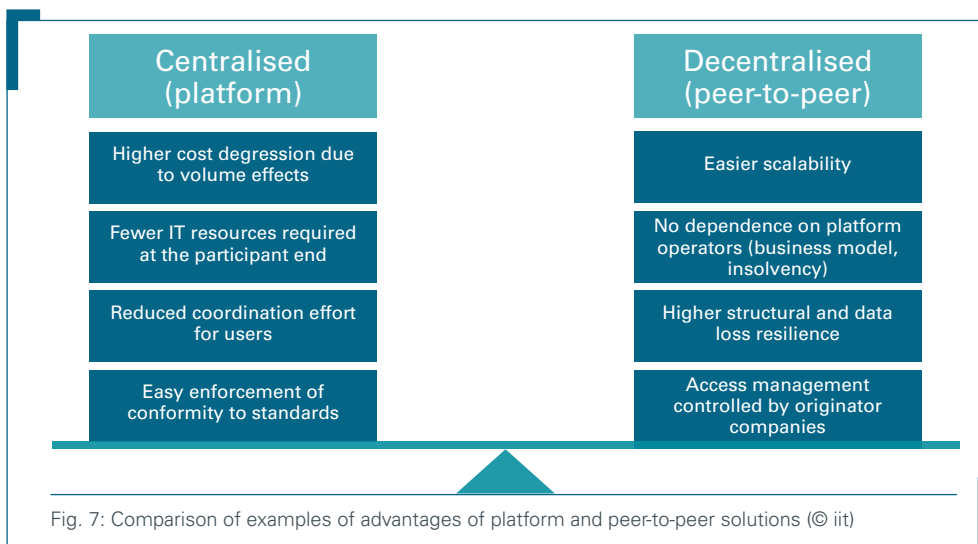 Centralised
(platform)
Higher cost degression due
to volume effects
Fewer IT resources required
at the participant end
Reduced coordination effort
for users
Easy enforcement of
conformity to standards
Decentralised
(peer-to-peer)
Easier scalability
No dependence on platform
operators (business model,
insolvency)
Higher structural and data
loss resilience
Access management
controlled by originator
companies
Fig. 7: Comparison of examples of advantages of platform and peer-to-peer solutions (© iit)